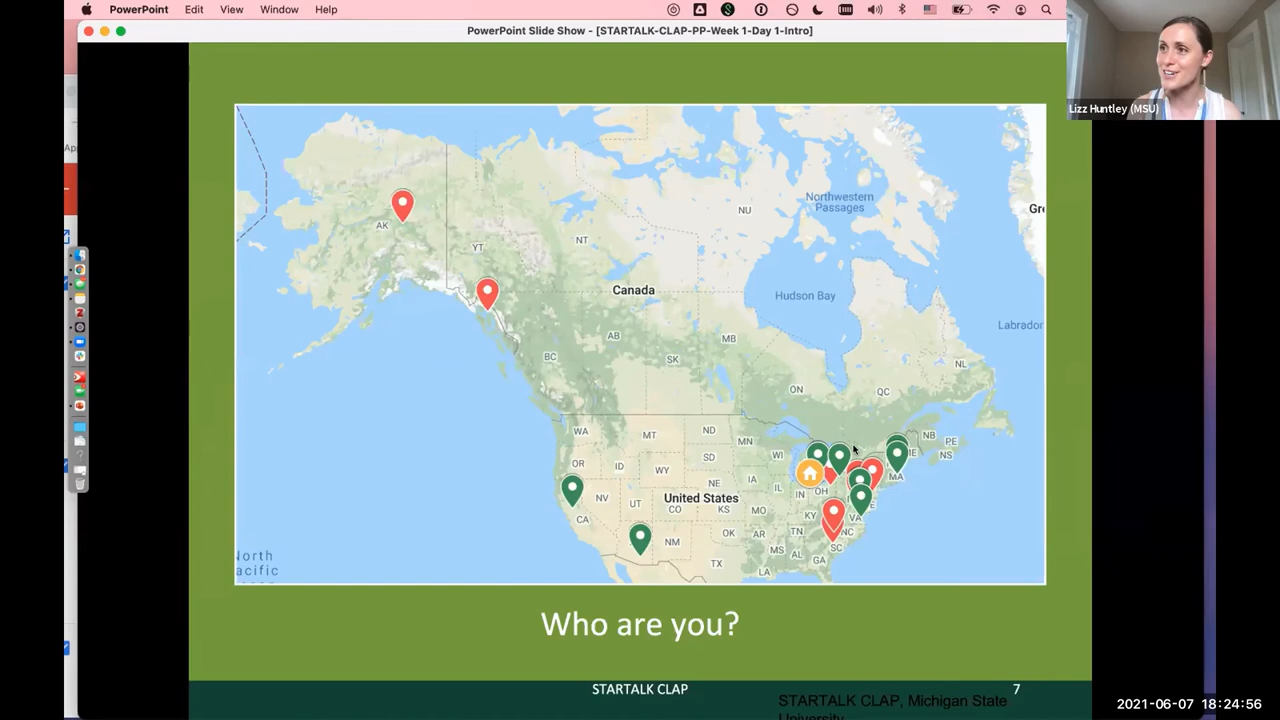 PowerPoint Edit View Window Help
PowerPoint Slide Show - [STARTALK-CLAP-PP-Week 1-Day 1-Intro]
Lizz Huntley (MSU)
Northwestern
Passages
NU
AK
YT
NT
Canada
Hudson Bay
Labrador
AB
MB
BC
SK
NL
ON
QC
WA
MT
ND
MN
NB
PE
NS
OR
ID
SD
WI
WY
MA
IA
NE
NV
UT
United States
IL
IN
OH
CO
KS
MO
KY
VA
CA
OK
TN
NC
AZ
NM
AR
SC
MS
AL
GA
TX
LA
North
acific
Who are you?
STARTALK CLAP
7
STARTALK CLAP, Michigan State
University
2021-06-07 18:24:56